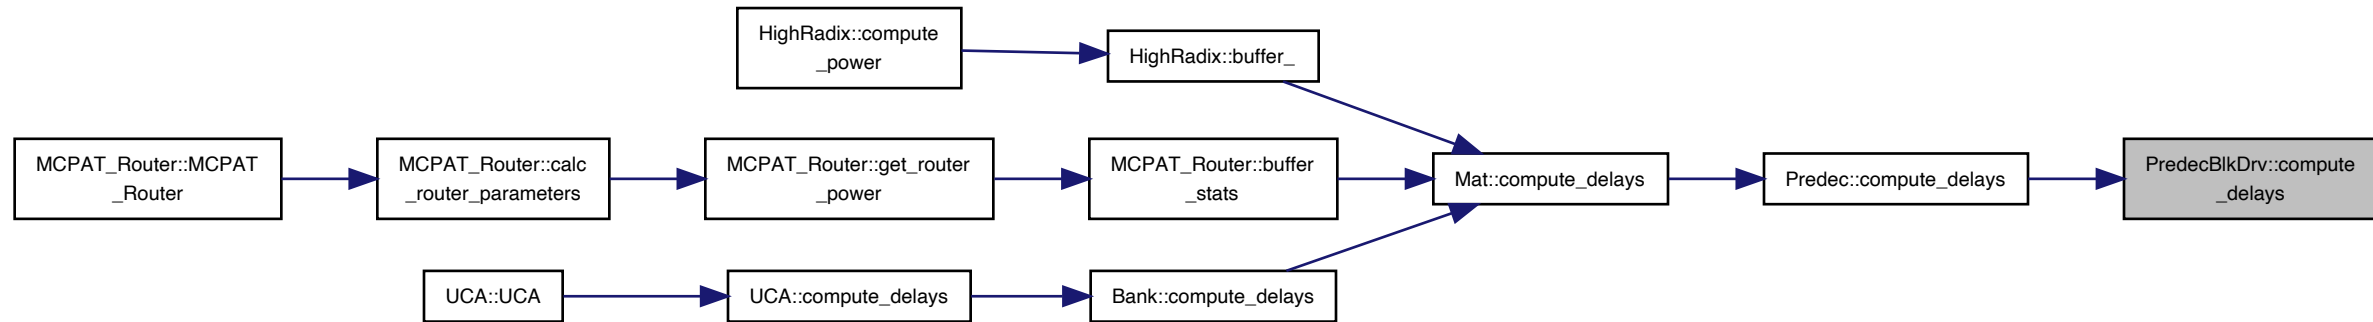 HighRadix::compute
_power
HighRadix::buffer_
MCPAT_Router::MCPAT
_Router
MCPAT_Router::calc
_router_parameters
MCPAT_Router::get_router
_power
MCPAT_Router::buffer
_stats
Mat::compute_delays
Predec::compute_delays
PredecBlkDrv::compute
_delays
UCA::UCA
UCA::compute_delays
Bank::compute_delays